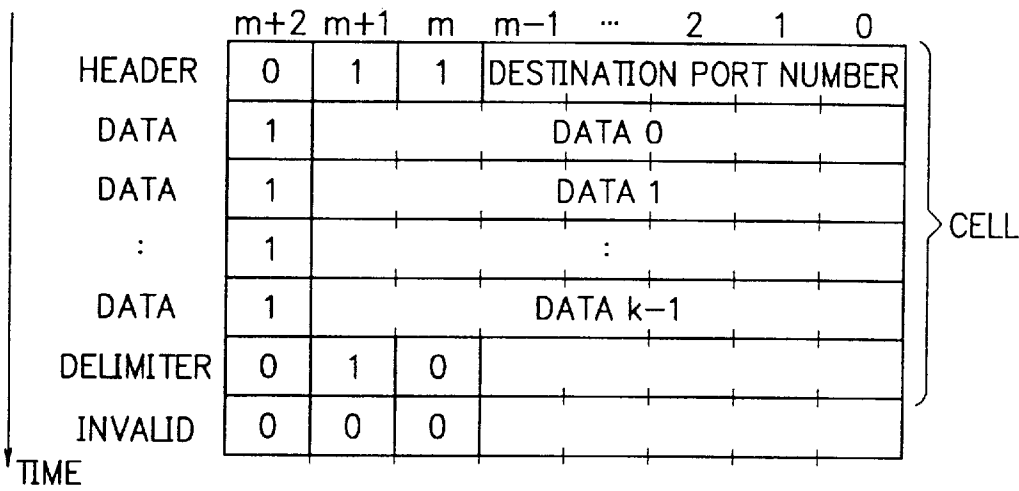 m+2 m+1 m m−1 ... 2 1 0
HEADER 0 1 1 DESTINATION PORT NUMBER
DATA 1 DATA 0
DATA 1 DATA 1
: 1 :
DATA 1 DATA k−1
DELIMITER 0 1 0
INVALID 0 0 0
CELL
TIME